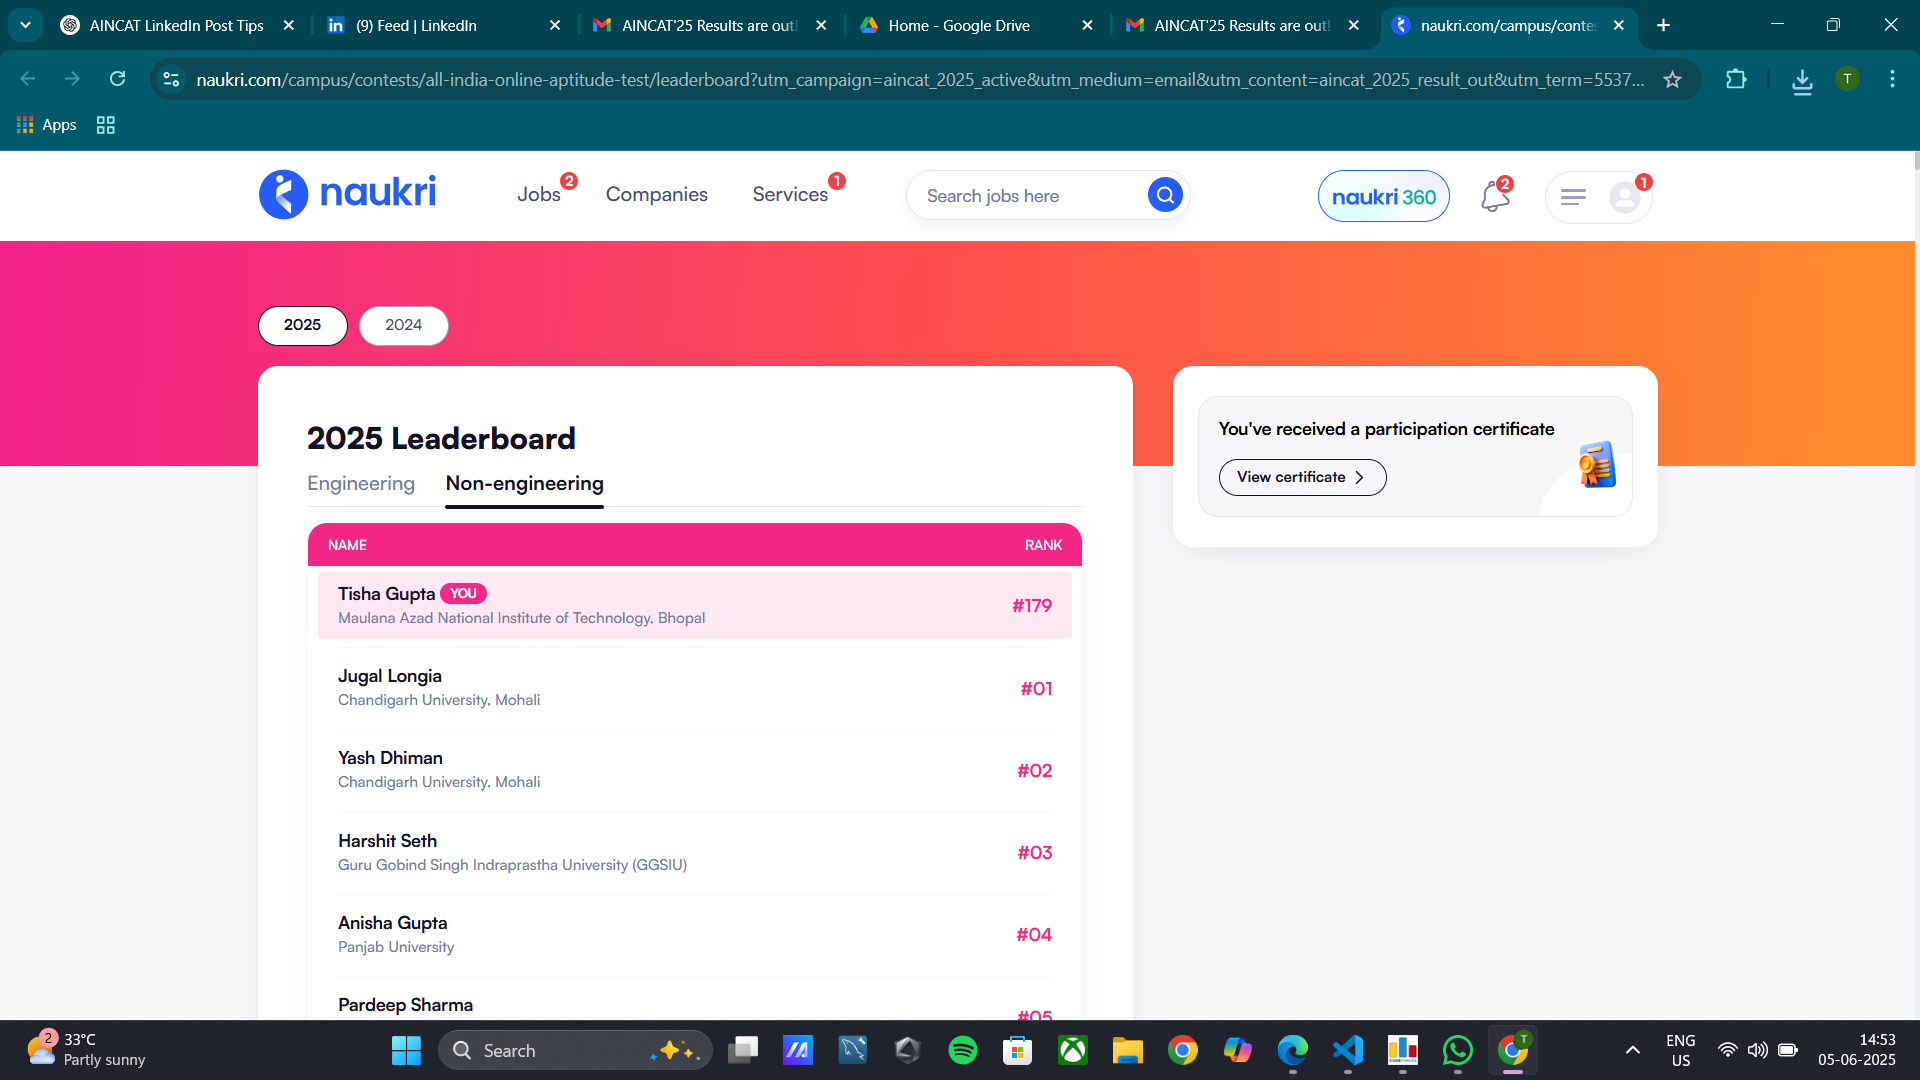 AINCAT LinkedIn Post Tips
(9) Feed | LinkedIn
AINCAT'25 Results are out!
Home - Google Drive
AINCAT'25 Results are out!
naukri.com/campus/conte
naukri.com/campus/contests/all-india-online-aptitude-test/leaderboard?utm_campaign=aincat_2025_active&utm_medium=email&utm_content=aincat_2025_result_out&utm_term=5537...
T
Apps
naukri
Jobs 2
Companies
Services 1
Search jobs here
naukri 360
2
1
2025
2024
2025 Leaderboard
Engineering
Non-engineering
NAME
RANK
Tisha Gupta YOU
Maulana Azad National Institute of Technology, Bhopal
#179
Jugal Longia
Chandigarh University, Mohali
#01
Yash Dhiman
Chandigarh University, Mohali
#02
Harshit Seth
Guru Gobind Singh Indraprastha University (GGSIU)
#03
Anisha Gupta
Panjab University
#04
Pardeep Sharma
#05
You've received a participation certificate
View certificate
2
33°C
Partly sunny
Search
T
ENG
US
14:53
05-06-2025